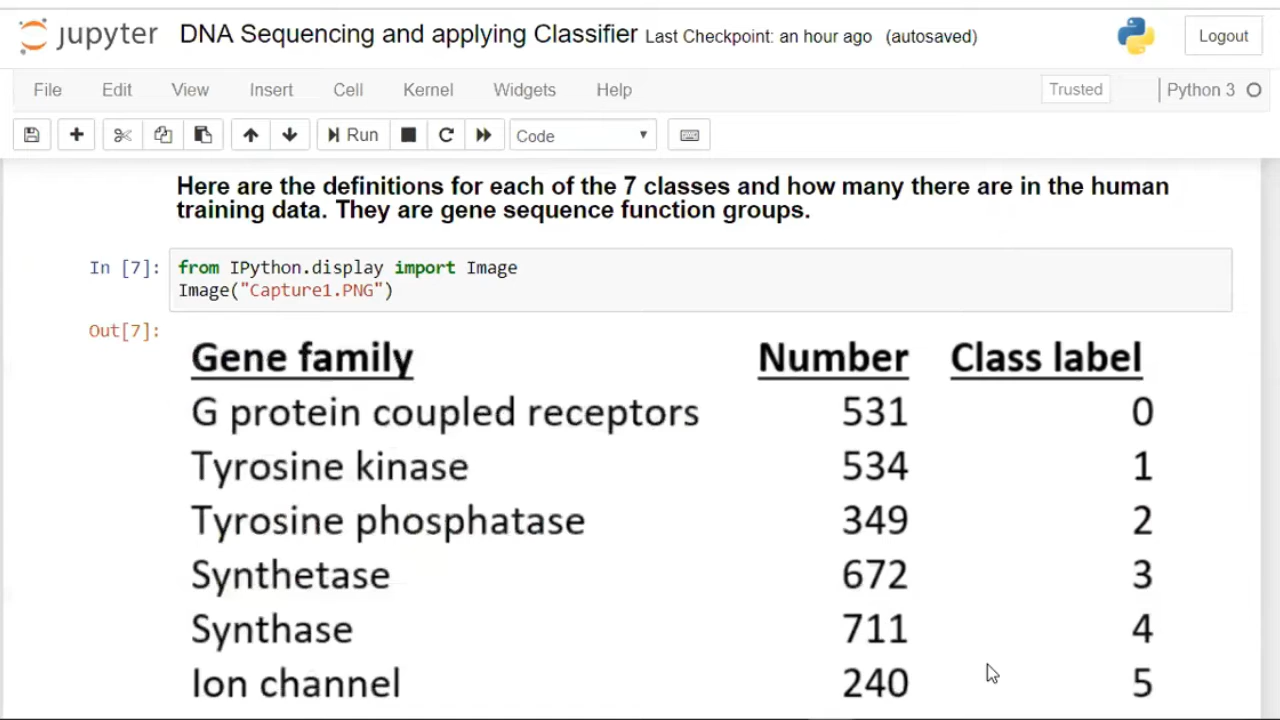 jupyter DNA Sequencing and applying Classifier Last Checkpoint: an hour ago (autosaved) Logout
File Edit View Insert Cell Kernel Widgets Help Trusted Python 3
Run Code
Here are the definitions for each of the 7 classes and how many there are in the human
training data. They are gene sequence function groups.
In [7]: from IPython.display import Image
Image("Capture1.PNG")
Out[7]:
Gene family Number Class label
G protein coupled receptors 531 0
Tyrosine kinase 534 1
Tyrosine phosphatase 349 2
Synthetase 672 3
Synthase 711 4
Ion channel 240 5